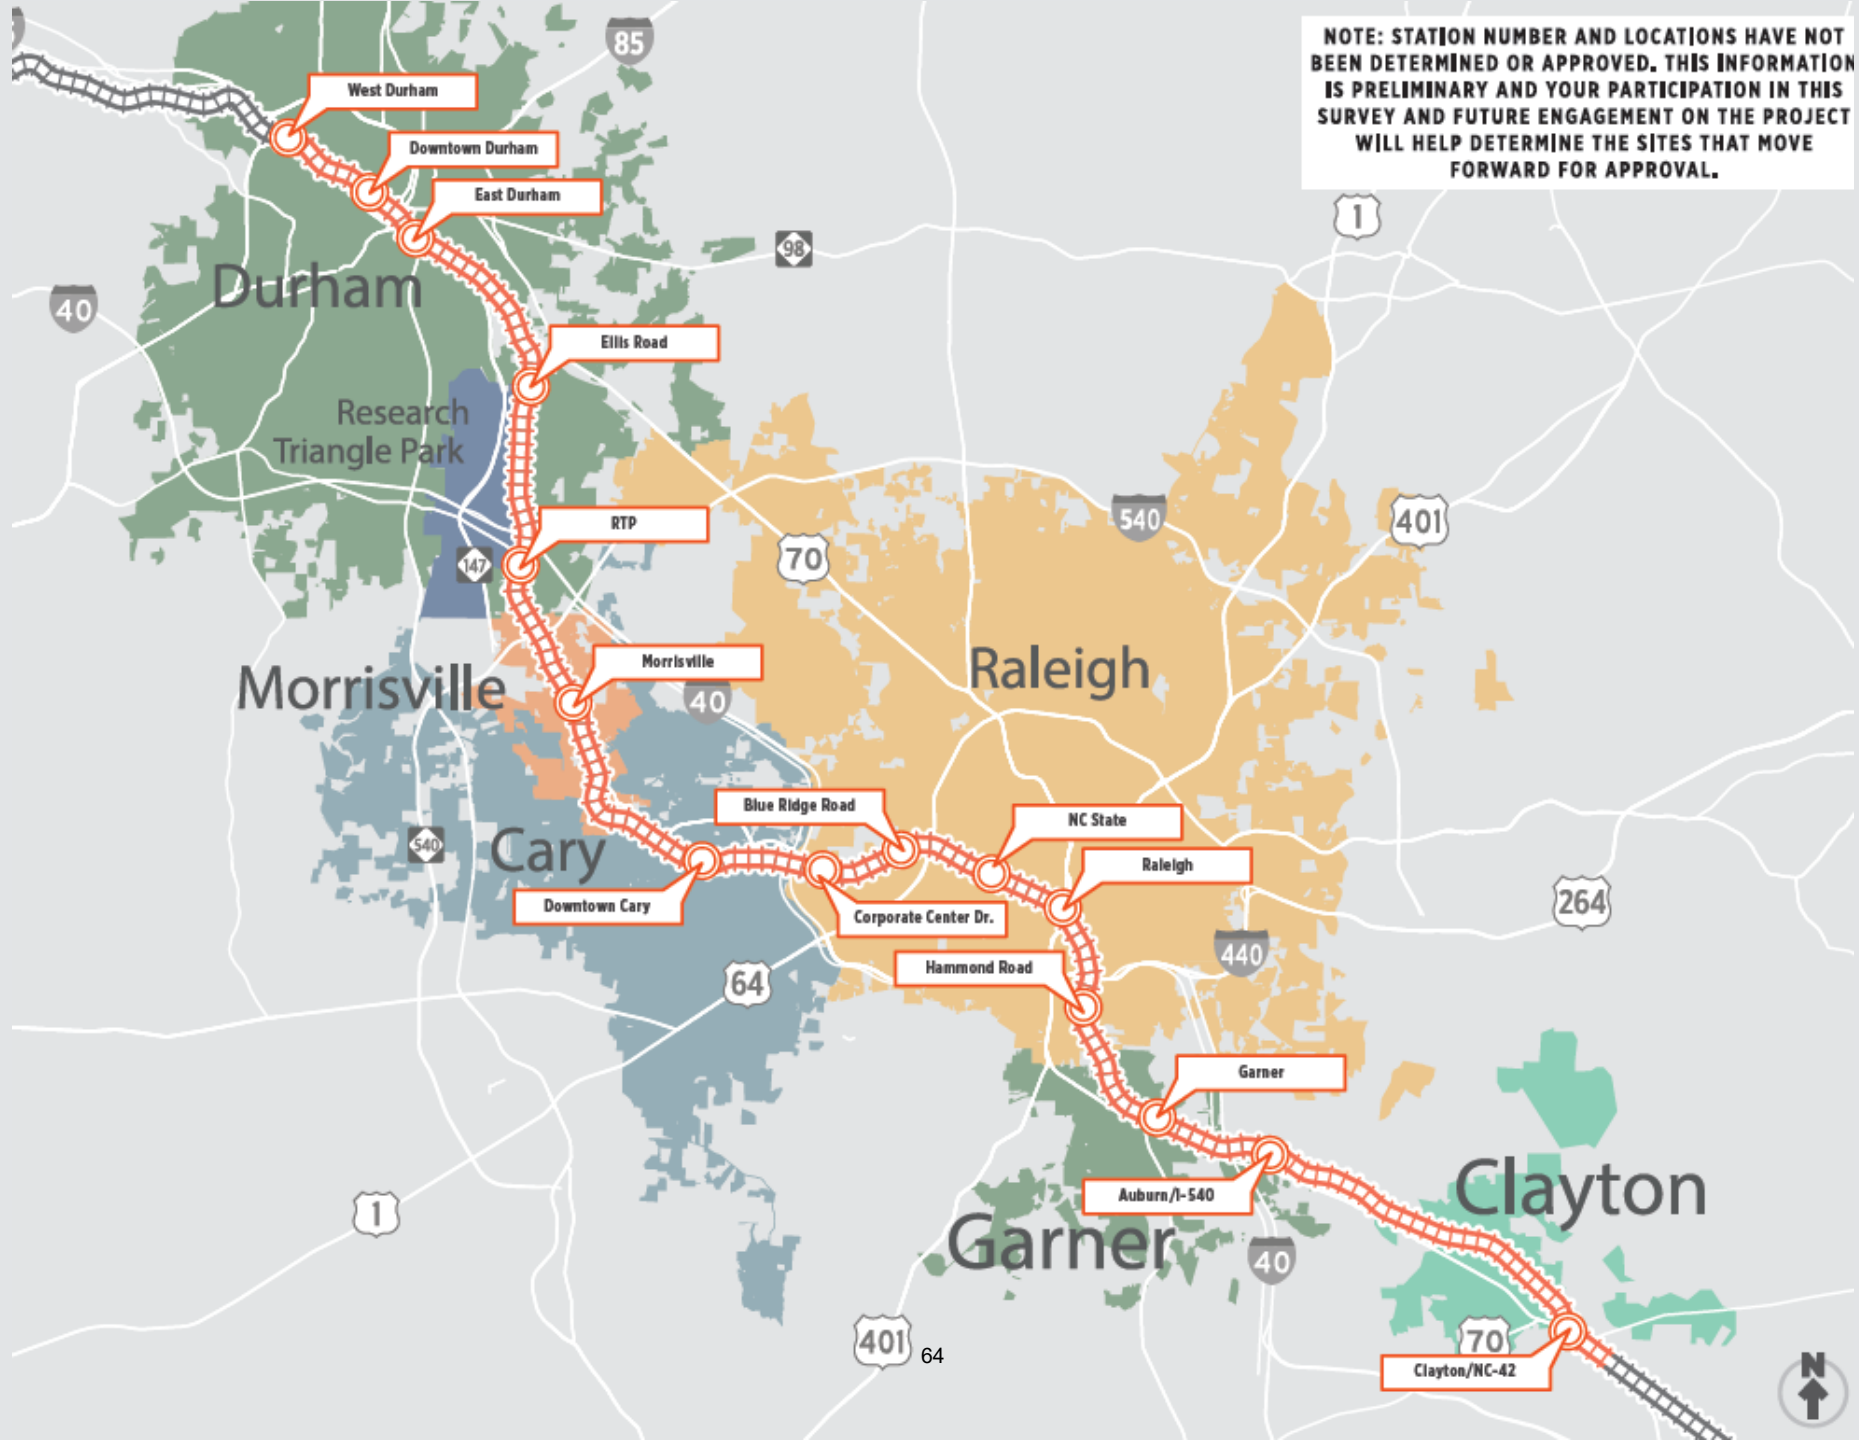 NOTE: STATION NUMBER AND LOCATIONS HAVE NOT
BEEN DETERMINED OR APPROVED. THIS INFORMATION
IS PRELIMINARY AND YOUR PARTICIPATION IN THIS
SURVEY AND FUTURE ENGAGEMENT ON THE PROJECT
WILL HELP DETERMINE THE SITES THAT MOVE
FORWARD FOR APPROVAL.
85
West Durham
Downtown Durham
East Durham
1
98
Durham
40
Ellis Road
Research
Triangle Park
RTP
540
401
70
147
Morrisville
Raleigh
Morrisville
40
Blue Ridge Road
NC State
540
Cary
Raleigh
Downtown Cary
Corporate Center Dr.
264
440
Hammond Road
64
Garner
Auburn/I-540
Clayton
1
Garner
40
401
64
70
Clayton/NC-42
N